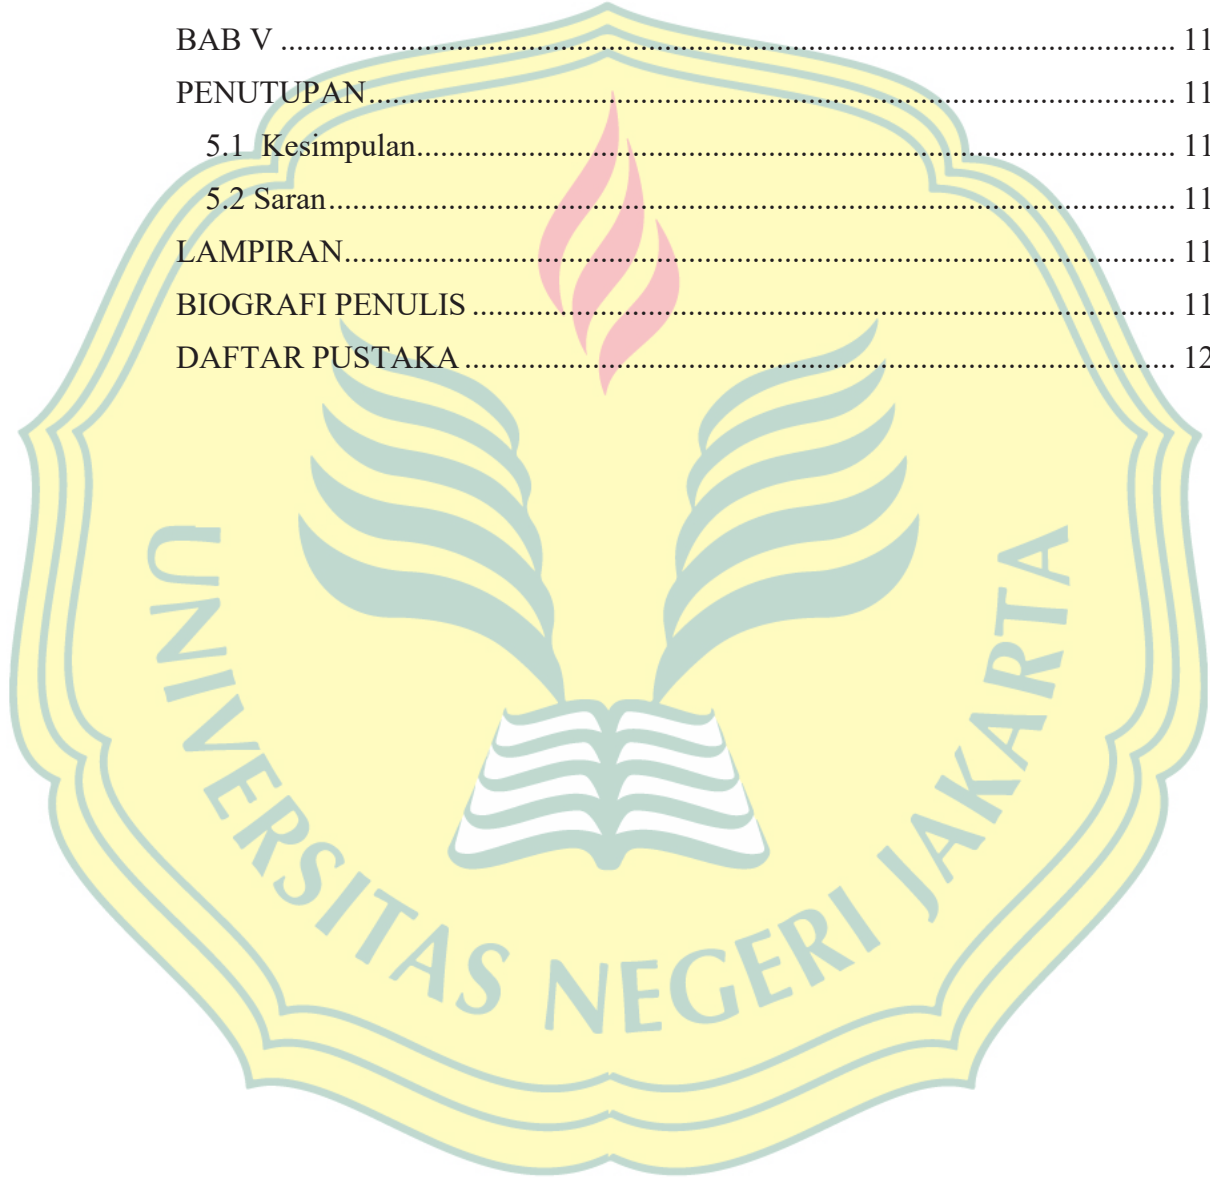 BAB V ........................................................................................................ 11
PENUTUPAN ........................................................................................................ 11
5.1 Kesimpulan ........................................................................................................ 11
5.2 Saran ........................................................................................................ 11
LAMPIRAN ........................................................................................................ 11
BIOGRAFI PENULIS ........................................................................................................ 11
DAFTAR PUSTAKA ........................................................................................................ 12
UNIVERSITAS NEGERI JAKARTA